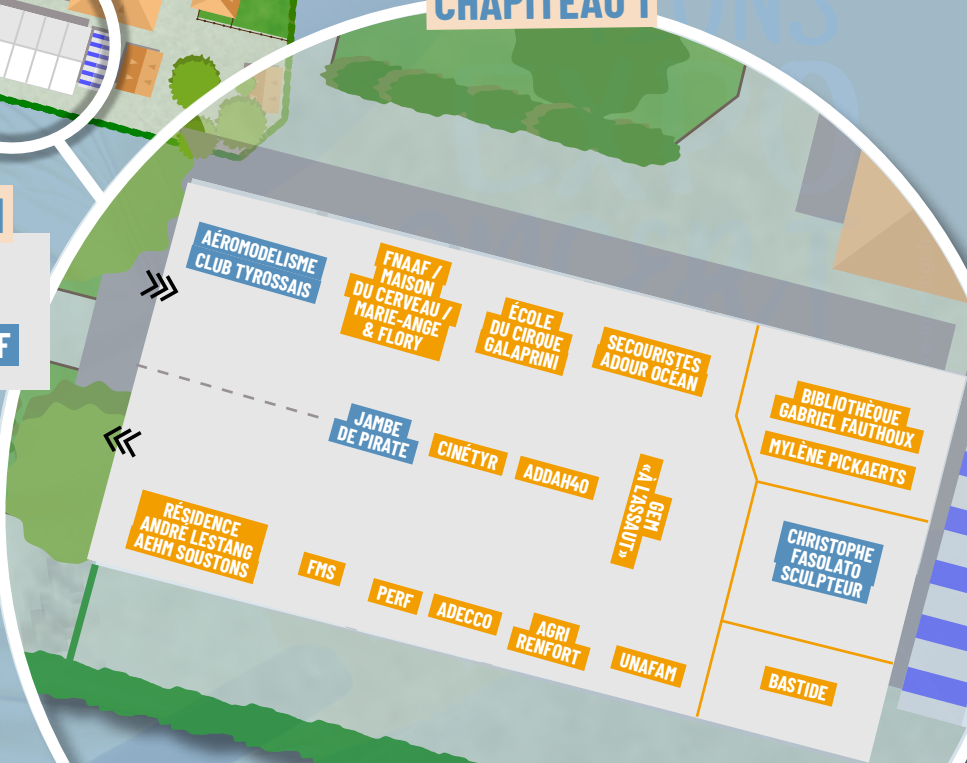 CHAPITEAU 1
F
AÉROMODELISME
CLUB TYROSSAIS
FNAAF /
MAISON
DU CERVEAU /
MARIE-ANGE
& FLORY
ÉCOLE
DU CIRQUE
GALAPRINI
SECOURISTES
ADOUR OCÉAN
BIBLIOTHÈQUE
GABRIEL FAUTHOUX
MYLÈNE PICKAERTS
JAMBE
DE PIRATE
CINÉTYR
ADDAH40
GEM
«À L'ASSAUT»
CHRISTOPHE
FASOLATO
SCULPTEUR
RÉSIDENCE
ANDRÉ LESTANG
AEHM SOUSTONS
FMS
PERF
ADECCO
AGRI
RENFORT
UNAFAM
BASTIDE